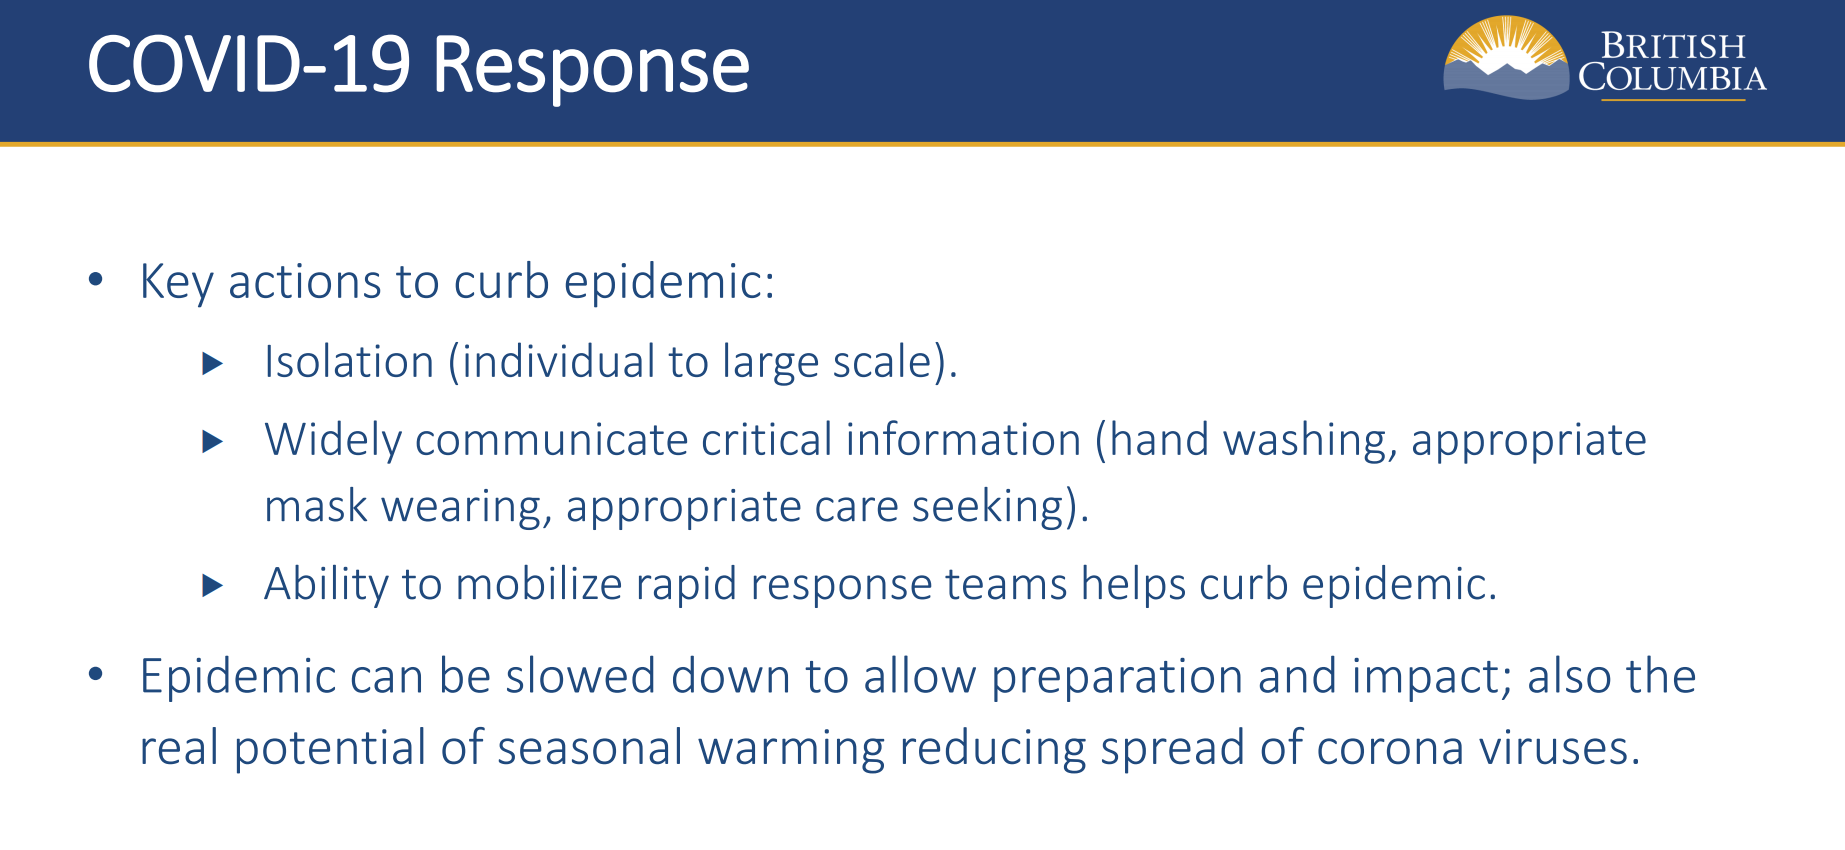 COVID-19 Response
BRITISH
COLUMBIA
• Key actions to curb epidemic:
▶ Isolation (individual to large scale).
▶ Widely communicate critical information (hand washing, appropriate
mask wearing, appropriate care seeking).
▶ Ability to mobilize rapid response teams helps curb epidemic.
• Epidemic can be slowed down to allow preparation and impact; also the
real potential of seasonal warming reducing spread of corona viruses.